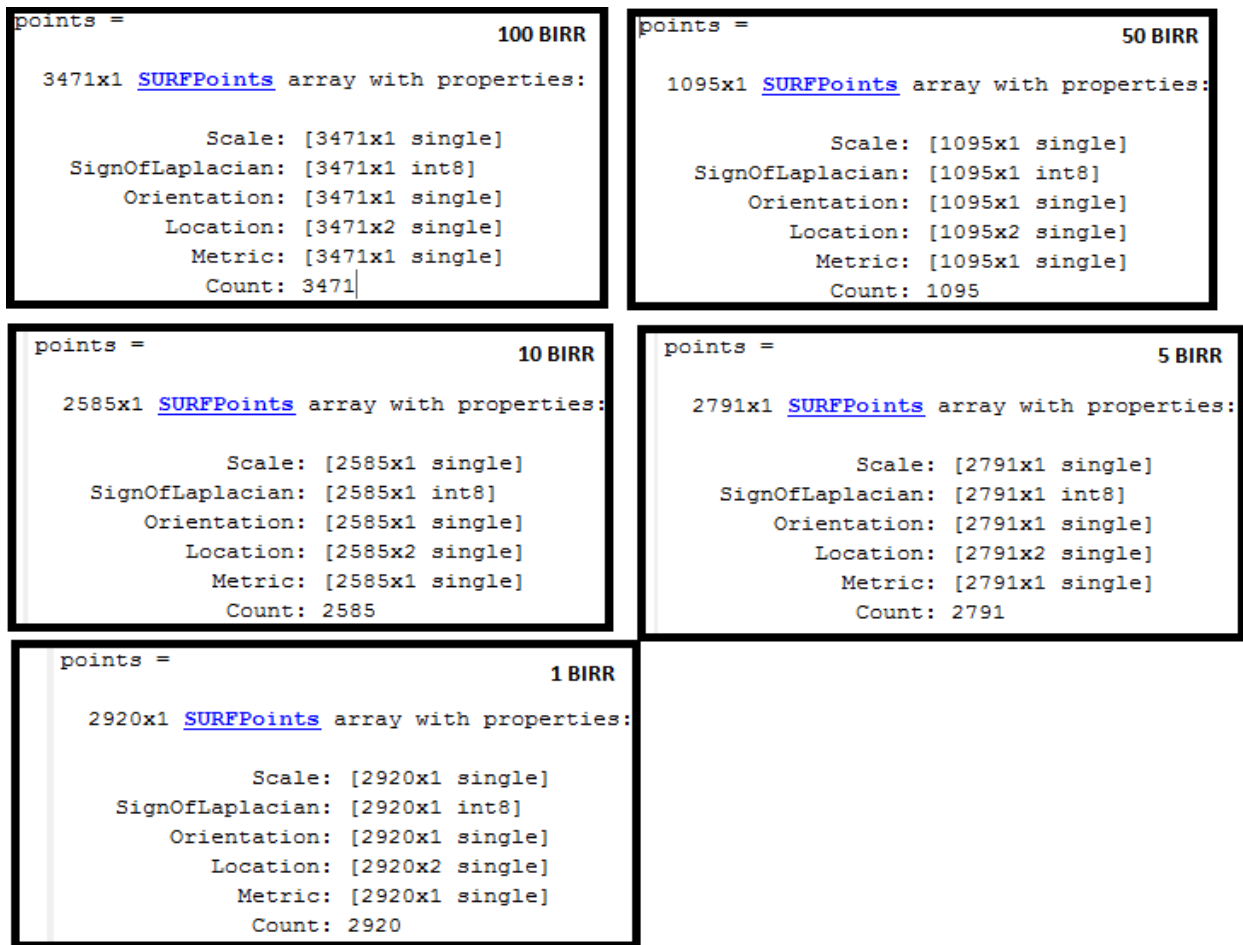 points =
100 BIRR
3471x1 SURFPoints array with properties:
Scale: [3471x1 single]
SignOfLaplacian: [3471x1 int8]
Orientation: [3471x1 single]
Location: [3471x2 single]
Metric: [3471x1 single]
Count: 3471
points =
50 BIRR
1095x1 SURFPoints array with properties:
Scale: [1095x1 single]
SignOfLaplacian: [1095x1 int8]
Orientation: [1095x1 single]
Location: [1095x2 single]
Metric: [1095x1 single]
Count: 1095
points =
10 BIRR
2585x1 SURFPoints array with properties:
Scale: [2585x1 single]
SignOfLaplacian: [2585x1 int8]
Orientation: [2585x1 single]
Location: [2585x2 single]
Metric: [2585x1 single]
Count: 2585
points =
5 BIRR
2791x1 SURFPoints array with properties:
Scale: [2791x1 single]
SignOfLaplacian: [2791x1 int8]
Orientation: [2791x1 single]
Location: [2791x2 single]
Metric: [2791x1 single]
Count: 2791
points =
1 BIRR
2920x1 SURFPoints array with properties:
Scale: [2920x1 single]
SignOfLaplacian: [2920x1 int8]
Orientation: [2920x1 single]
Location: [2920x2 single]
Metric: [2920x1 single]
Count: 2920